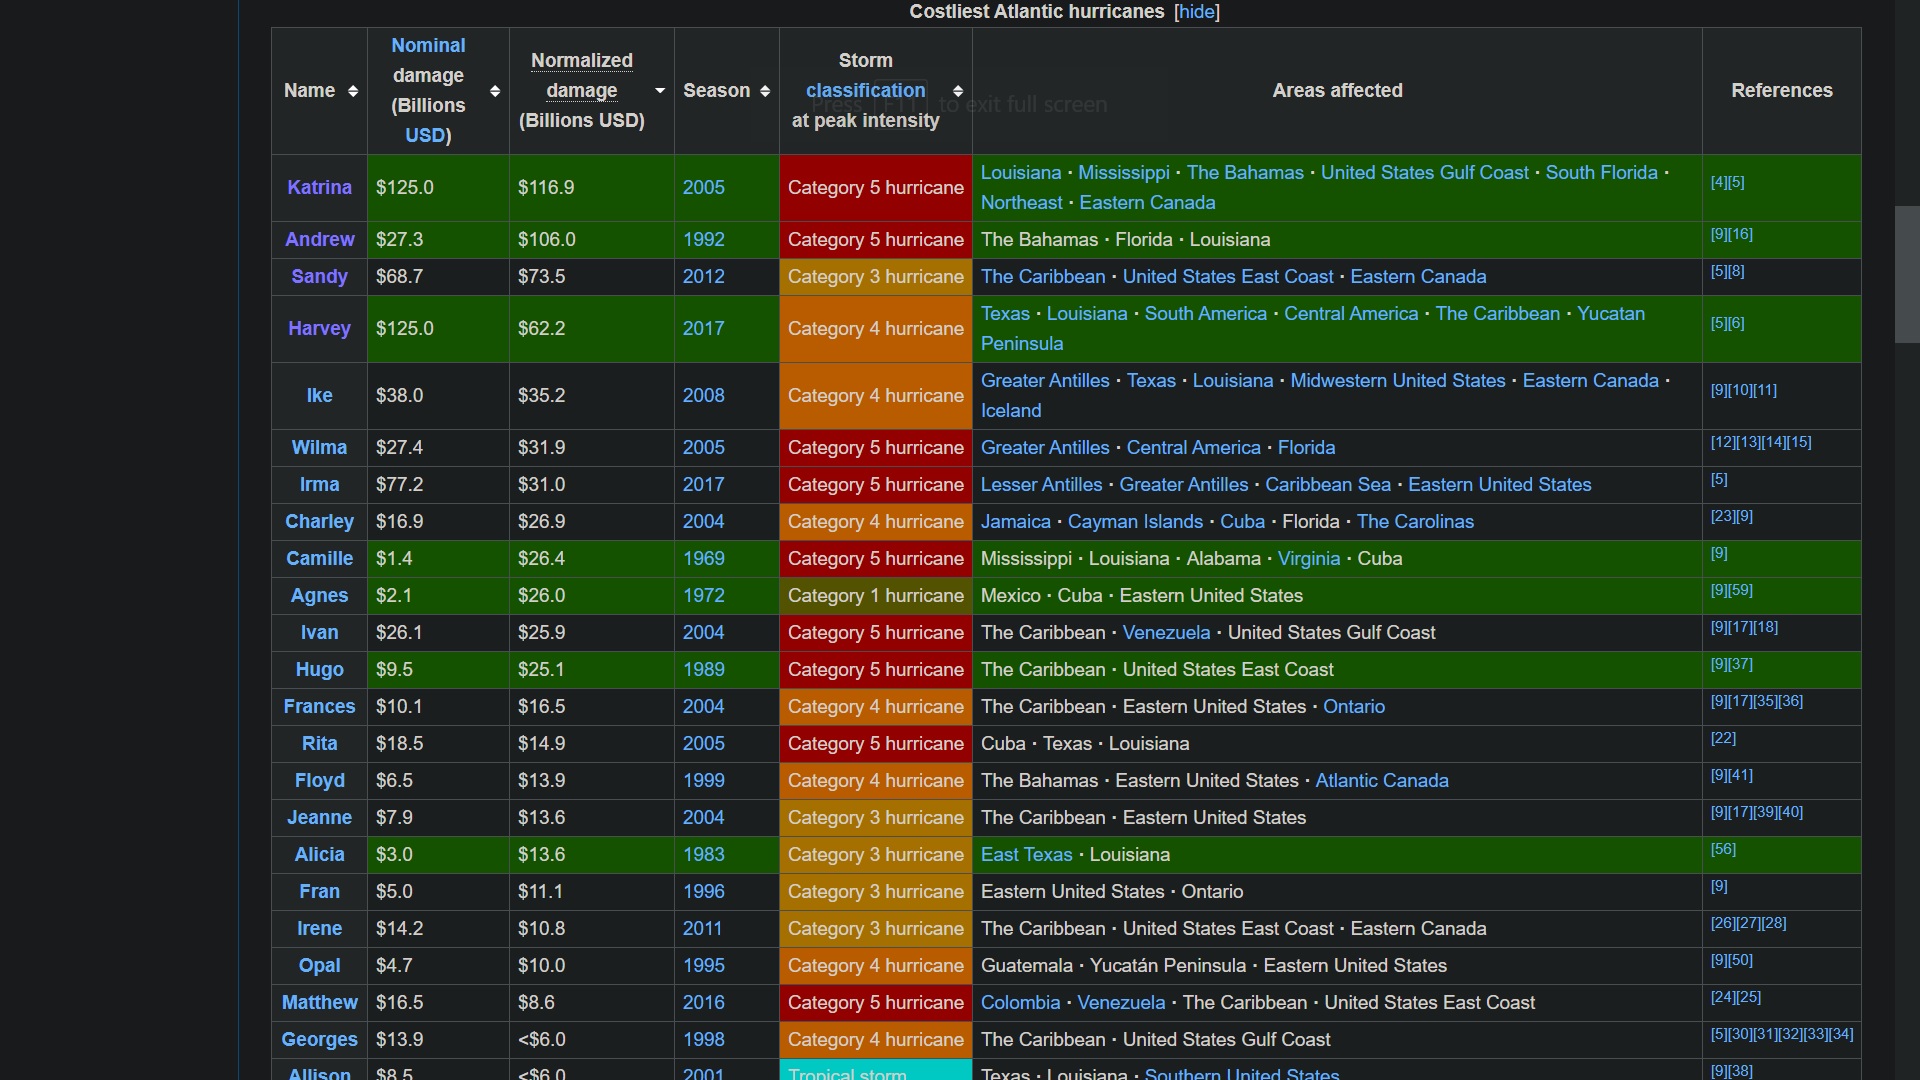 Costliest Atlantic hurricanes [hide]
Name Nominal damage (Billions USD) Normalized damage (Billions USD) Season Storm classification at peak intensity Areas affected References
Press F11 to exit full screen
Katrina $125.0 $116.9 2005 Category 5 hurricane Louisiana · Mississippi · The Bahamas · United States Gulf Coast · South Florida ·
Northeast · Eastern Canada [4][5]
Andrew $27.3 $106.0 1992 Category 5 hurricane The Bahamas · Florida · Louisiana [9][16]
Sandy $68.7 $73.5 2012 Category 3 hurricane The Caribbean · United States East Coast · Eastern Canada [5][8]
Harvey $125.0 $62.2 2017 Category 4 hurricane Texas · Louisiana · South America · Central America · The Caribbean · Yucatan
Peninsula [5][6]
Ike $38.0 $35.2 2008 Category 4 hurricane Greater Antilles · Texas · Louisiana · Midwestern United States · Eastern Canada ·
Iceland [9][10][11]
Wilma $27.4 $31.9 2005 Category 5 hurricane Greater Antilles · Central America · Florida [12][13][14][15]
Irma $77.2 $31.0 2017 Category 5 hurricane Lesser Antilles · Greater Antilles · Caribbean Sea · Eastern United States [5]
Charley $16.9 $26.9 2004 Category 4 hurricane Jamaica · Cayman Islands · Cuba · Florida · The Carolinas [23][9]
Camille $1.4 $26.4 1969 Category 5 hurricane Mississippi · Louisiana · Alabama · Virginia · Cuba [9]
Agnes $2.1 $26.0 1972 Category 1 hurricane Mexico · Cuba · Eastern United States [9][59]
Ivan $26.1 $25.9 2004 Category 5 hurricane The Caribbean · Venezuela · United States Gulf Coast [9][17][18]
Hugo $9.5 $25.1 1989 Category 5 hurricane The Caribbean · United States East Coast [9][37]
Frances $10.1 $16.5 2004 Category 4 hurricane The Caribbean · Eastern United States · Ontario [9][17][35][36]
Rita $18.5 $14.9 2005 Category 5 hurricane Cuba · Texas · Louisiana [22]
Floyd $6.5 $13.9 1999 Category 4 hurricane The Bahamas · Eastern United States · Atlantic Canada [9][41]
Jeanne $7.9 $13.6 2004 Category 3 hurricane The Caribbean · Eastern United States [9][17][39][40]
Alicia $3.0 $13.6 1983 Category 3 hurricane East Texas · Louisiana [56]
Fran $5.0 $11.1 1996 Category 3 hurricane Eastern United States · Ontario [9]
Irene $14.2 $10.8 2011 Category 3 hurricane The Caribbean · United States East Coast · Eastern Canada [26][27][28]
Opal $4.7 $10.0 1995 Category 4 hurricane Guatemala · Yucatán Peninsula · Eastern United States [9][50]
Matthew $16.5 $8.6 2016 Category 5 hurricane Colombia · Venezuela · The Caribbean · United States East Coast [24][25]
Georges $13.9 <$6.0 1998 Category 4 hurricane The Caribbean · United States Gulf Coast [5][30][31][32][33][34]
Allison $8.5 <$6.0 2001 Tropical storm Texas · Louisiana · Southern United States [9][38]